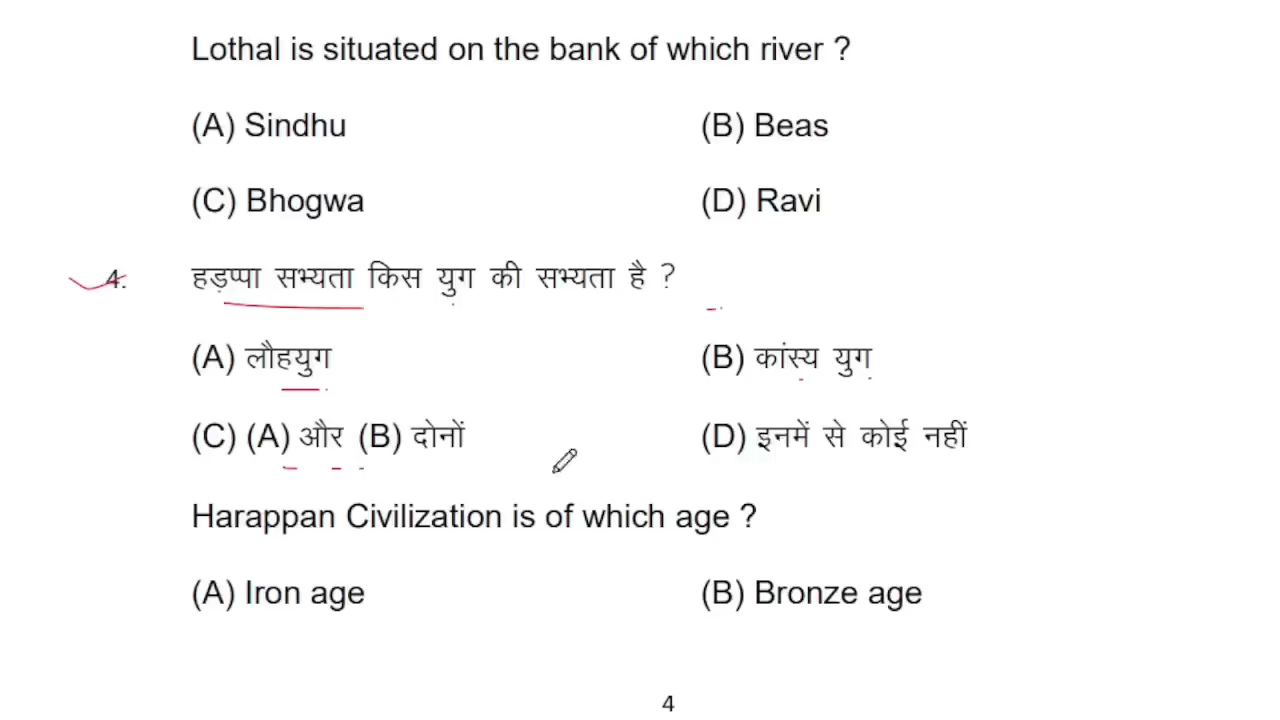 Lothal is situated on the bank of which river ?
(A) Sindhu (B) Beas
(C) Bhogwa (D) Ravi
4. हड़प्पा सभ्यता किस युग की सभ्यता है ?
(A) लौहयुग (B) कांस्य युग
(C) (A) और (B) दोनों (D) इनमें से कोई नहीं
Harappan Civilization is of which age ?
(A) Iron age (B) Bronze age
4